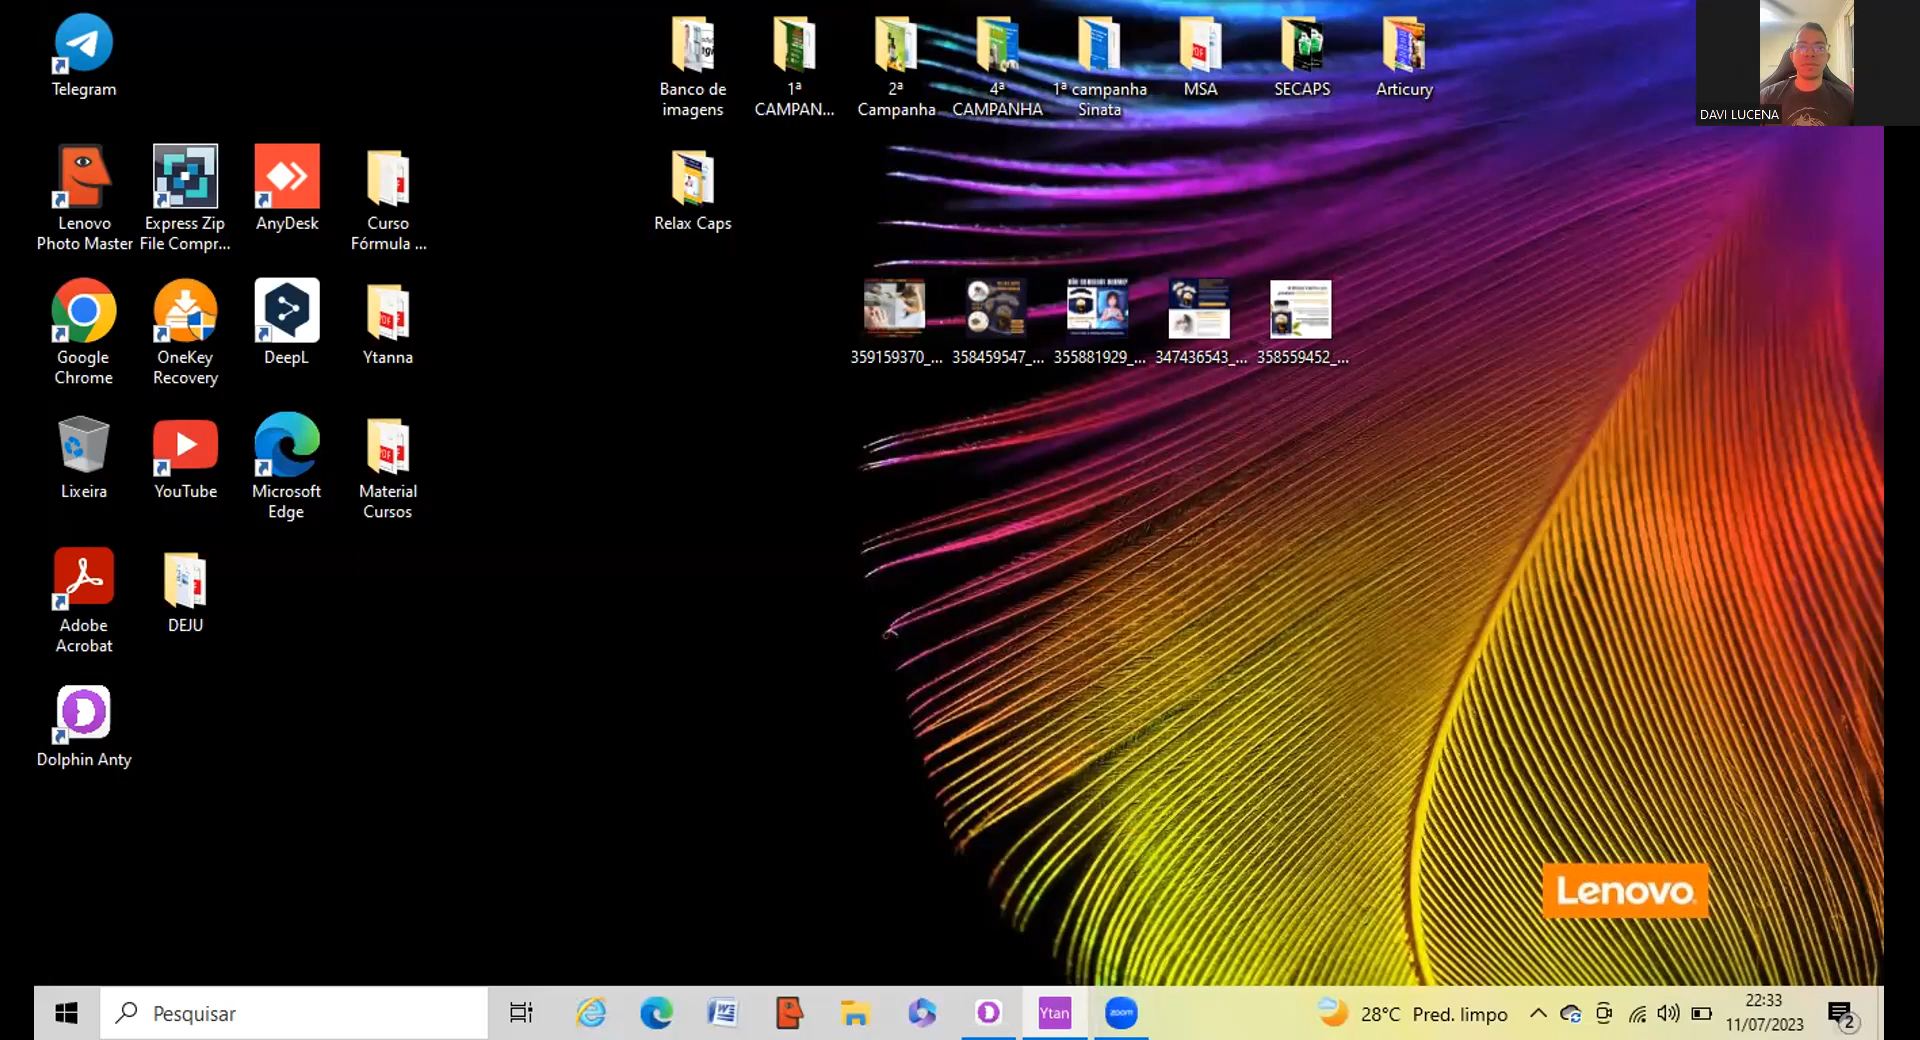 Telegram
Banco de
imagens
1ª
CAMPAN...
2ª
Campanha
4ª
CAMPANHA
1ª campanha
Sinata
MSA
SECAPS
Articury
DAVI LUCENA
Lenovo
Photo Master
Express Zip
File Compr...
AnyDesk
Curso
Fórmula ...
Relax Caps
Google
Chrome
OneKey
Recovery
DeepL
Ytanna
359159370_...
358459547_...
355881929_...
347436543_...
358559452_...
Lixeira
YouTube
Microsoft
Edge
Material
Cursos
Adobe
Acrobat
DEJU
Dolphin Anty
Lenovo
Pesquisar
Ytan
zoom
28°C Pred. limpo
22:33
11/07/2023
2